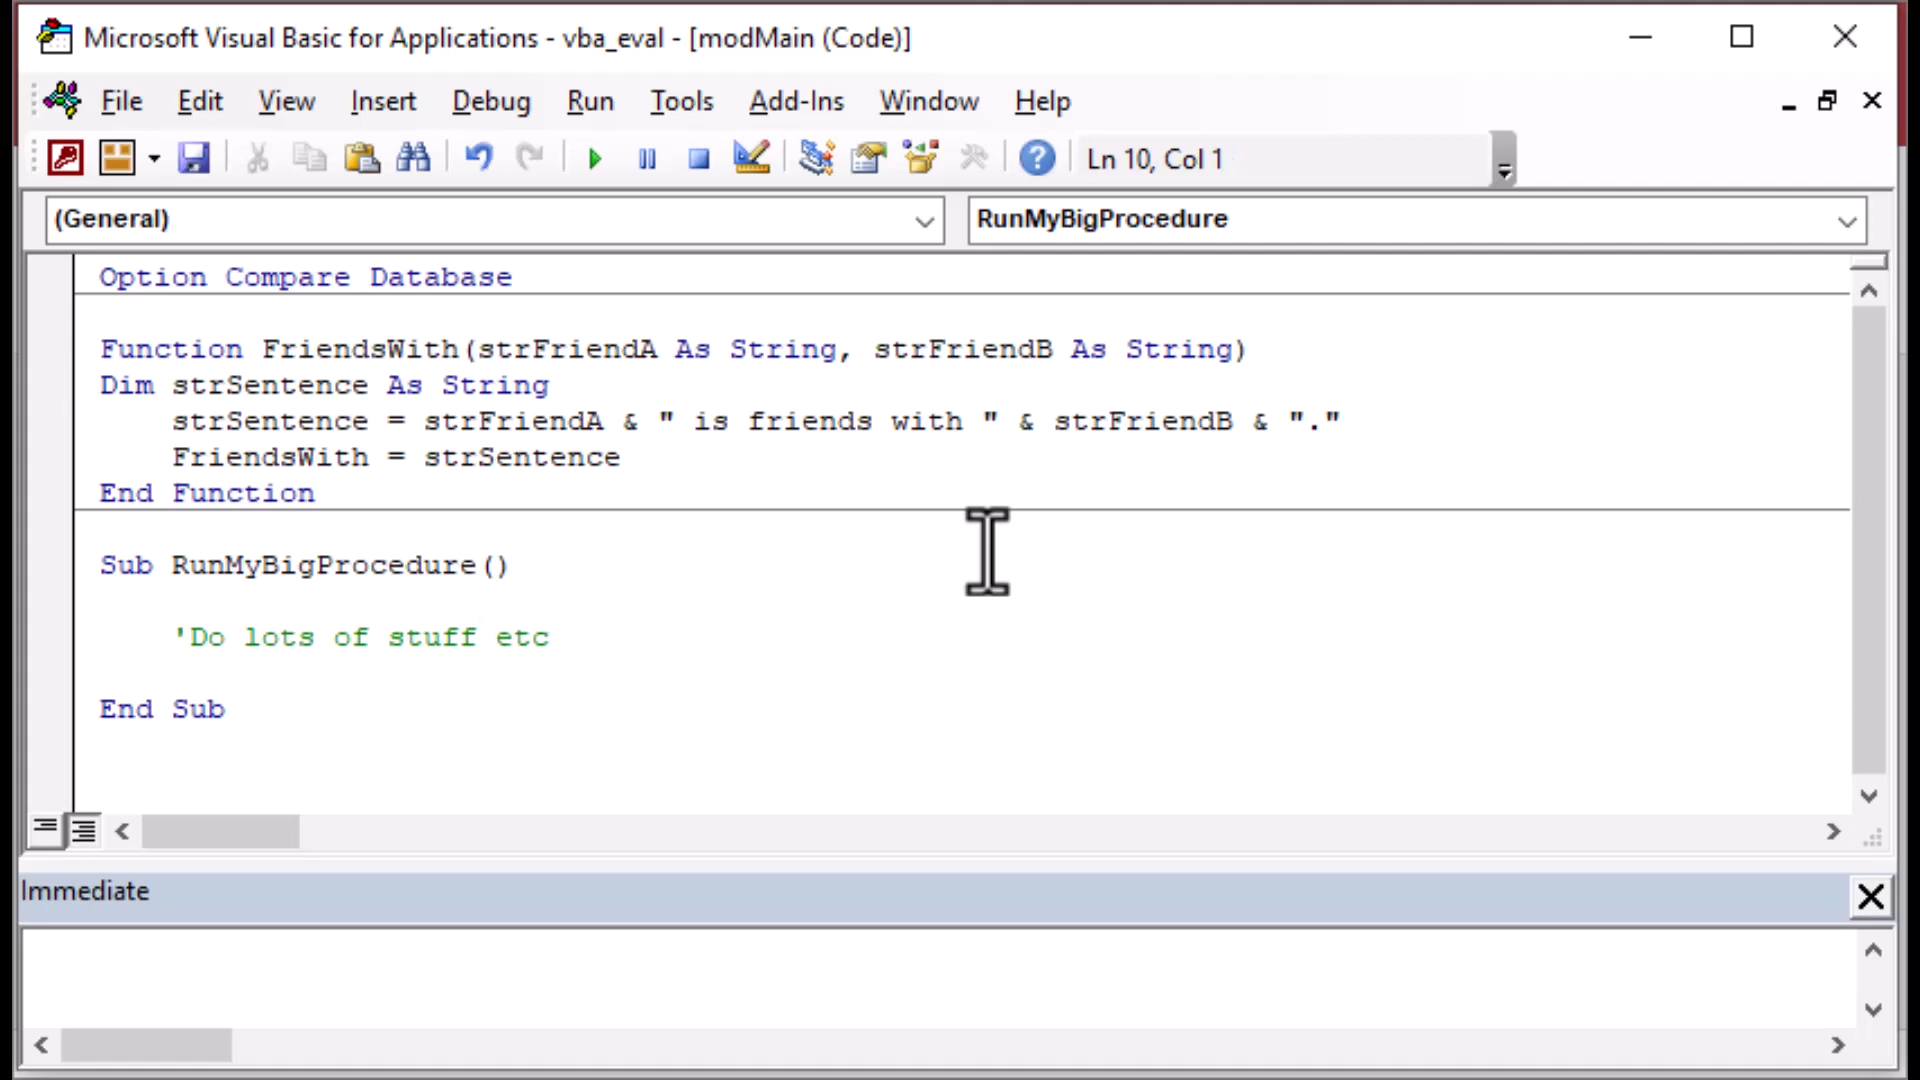 Microsoft Visual Basic for Applications - vba_eval - [modMain (Code)]
File Edit View Insert Debug Run Tools Add-Ins Window Help
Ln 10, Col 1
(General) RunMyBigProcedure
Option Compare Database
Function FriendsWith(strFriendA As String, strFriendB As String)
Dim strSentence As String
strSentence = strFriendA & " is friends with " & strFriendB & "."
FriendsWith = strSentence
End Function
Sub RunMyBigProcedure()
'Do lots of stuff etc
End Sub
Immediate